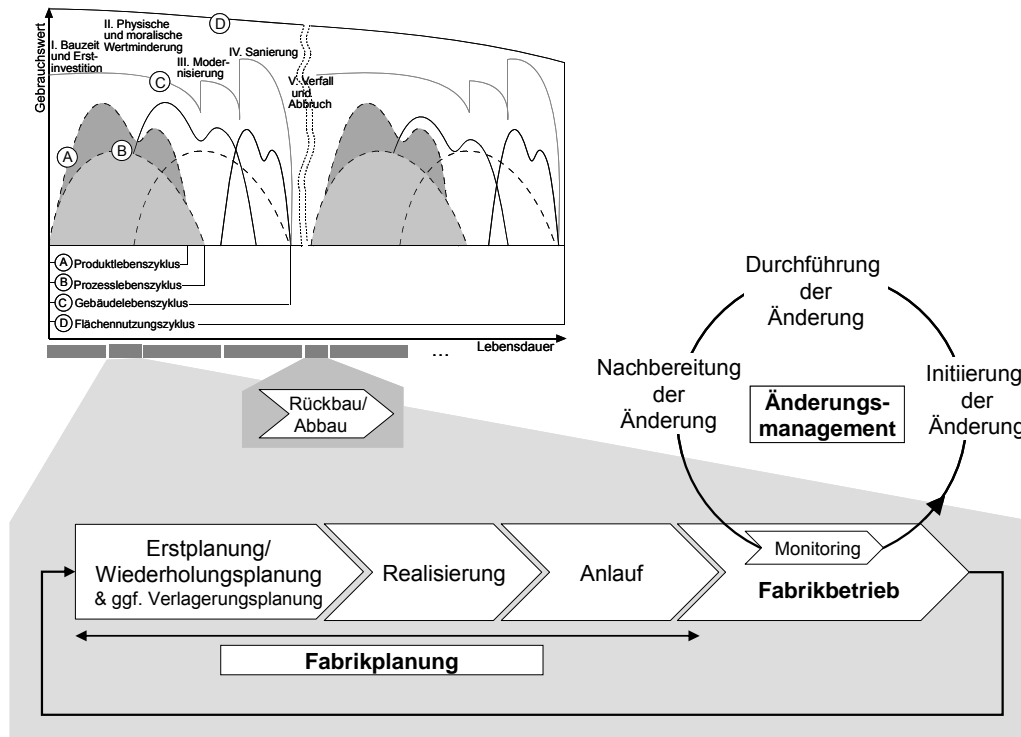 Gebrauchswert
D
II. Physische
und moralische
Wertminderung
I. Bauzeit
und Erst-
investition
IV. Sanierung
III. Moder-
nisierung
C
V. Verfall
und
Abbruch
A
B
A Produktlebenszyklus
B Prozesslebenszyklus
C Gebäudelebenszyklus
D Flächennutzungszyklus
Lebensdauer
...
Rückbau/
Abbau
Durchführung
der
Änderung
Nachbereitung
der
Änderung
Änderungs-
management
Initiierung
der
Änderung
Monitoring
Erstplanung/
Wiederholungsplanung
& ggf. Verlagerungsplanung
Realisierung
Anlauf
Fabrikbetrieb
Fabrikplanung